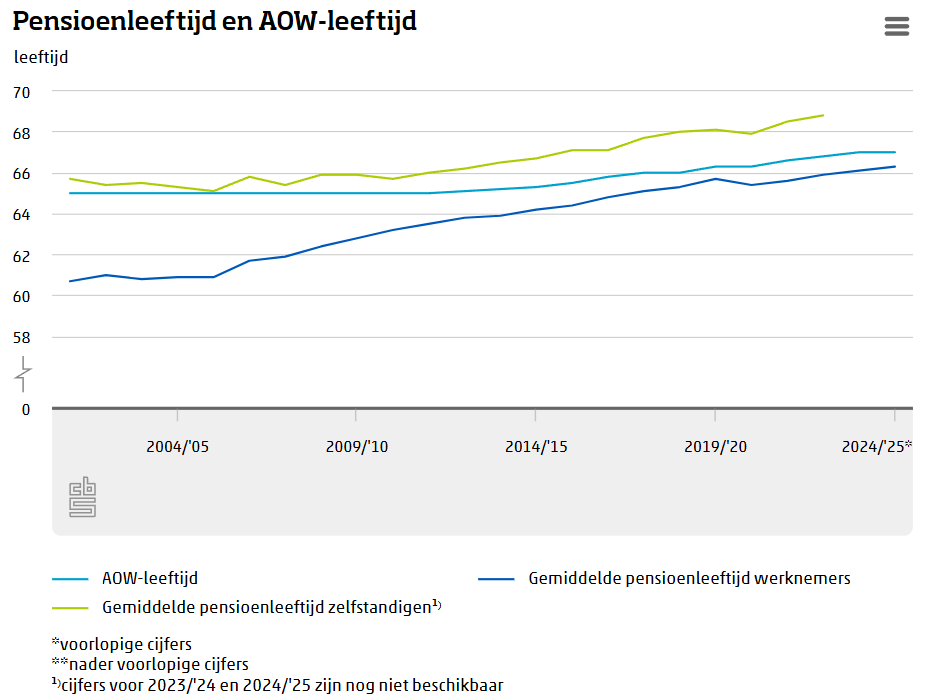 Pensioenleeftijd en AOW-leeftijd
leeftijd
70
68
66
64
62
60
58
0
2004/'05
2009/'10
2014/'15
2019/'20
2024/'25*
cbs
AOW-leeftijd
Gemiddelde pensioenleeftijd werknemers
Gemiddelde pensioenleeftijd zelfstandigen¹⁾
*voorlopige cijfers
**nader voorlopige cijfers
¹⁾cijfers voor 2023/'24 en 2024/'25 zijn nog niet beschikbaar